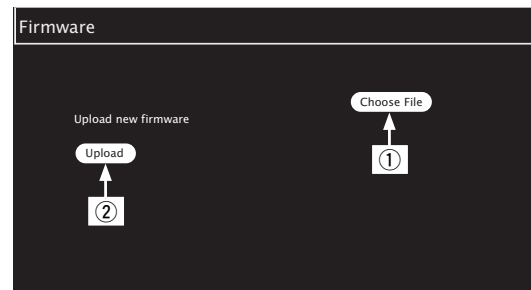 Firmware
Choose File
Upload new firmware
①
Upload
②